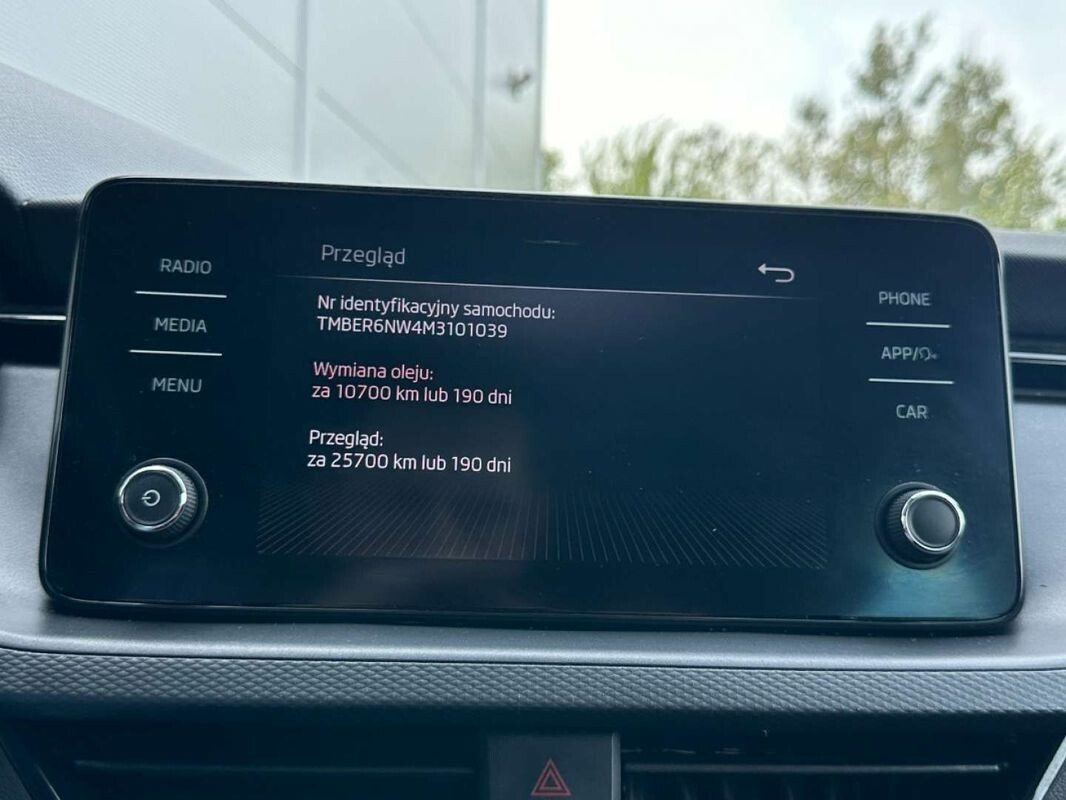 RADIO
MEDIA
MENU
Przegląd
Nr identyfikacyjny samochodu:
TMBER6NW4M3101039
Wymiana oleju:
za 10700 km lub 190 dni
Przegląd:
za 25700 km lub 190 dni
PHONE
APP/
CAR